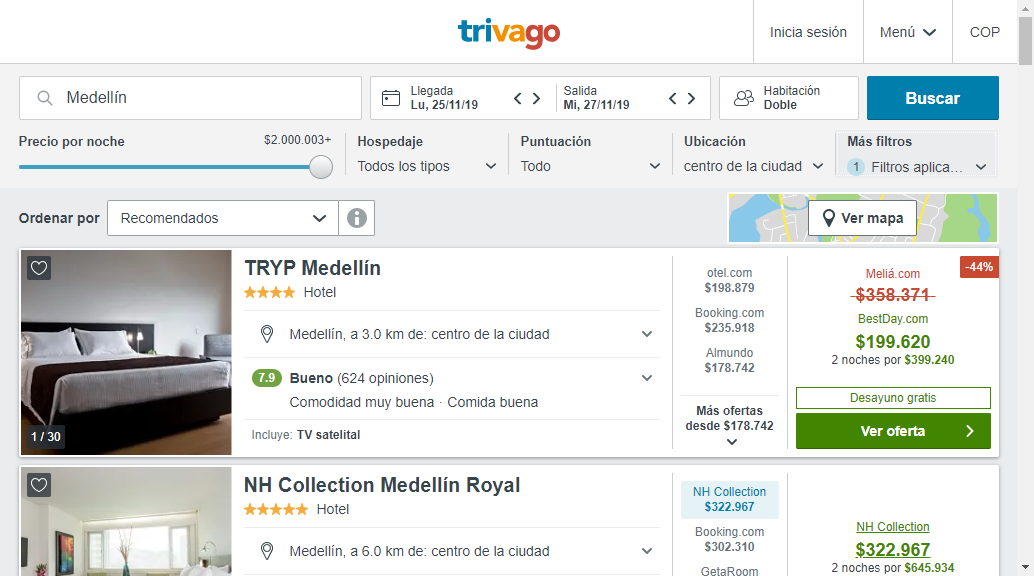 trivago
Inicia sesión
Menú
COP
Medellín
Llegada
Lu, 25/11/19
Salida
Mi, 27/11/19
Habitación
Doble
Buscar
Precio por noche
$2.000.003+
Hospedaje
Todos los tipos
Puntuación
Todo
Ubicación
centro de la ciudad
Más filtros
1 Filtros aplica...
Ordenar por
Recomendados
Ver mapa
1 / 30
TRYP Medellín
Hotel
Medellín, a 3.0 km de: centro de la ciudad
7.9 Bueno (624 opiniones)
Comodidad muy buena · Comida buena
Incluye: TV satelital
otel.com
$198.879
Booking.com
$235.918
Almundo
$178.742
Más ofertas
desde $178.742
-44%
Meliá.com
$358.371
BestDay.com
$199.620
2 noches por $399.240
Desayuno gratis
Ver oferta
NH Collection Medellín Royal
Hotel
Medellín, a 6.0 km de: centro de la ciudad
NH Collection
$322.967
Booking.com
$302.310
GetaRoom
NH Collection
$322.967
2 noches por $645.934